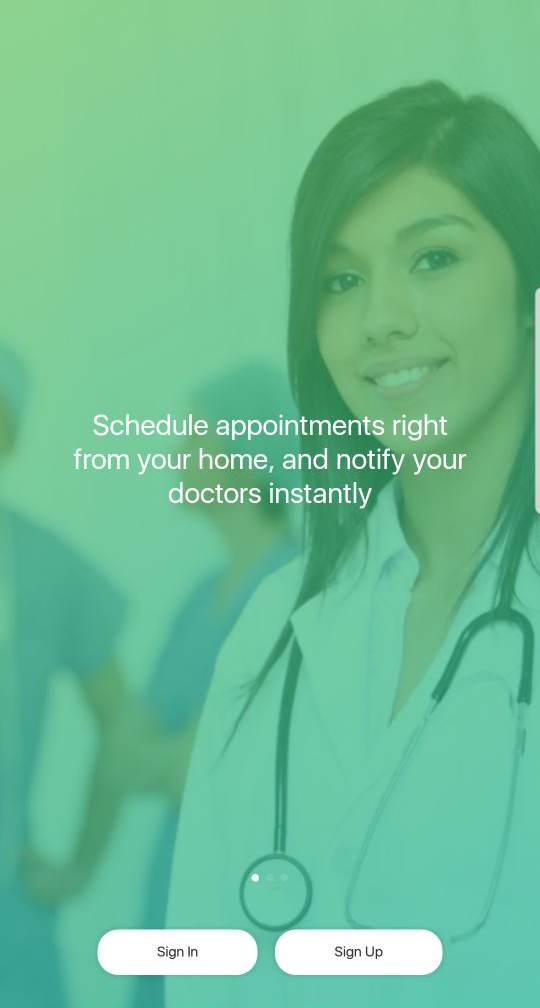 Schedule appointments right
from your home, and notify your
doctors instantly
Sign In
Sign Up